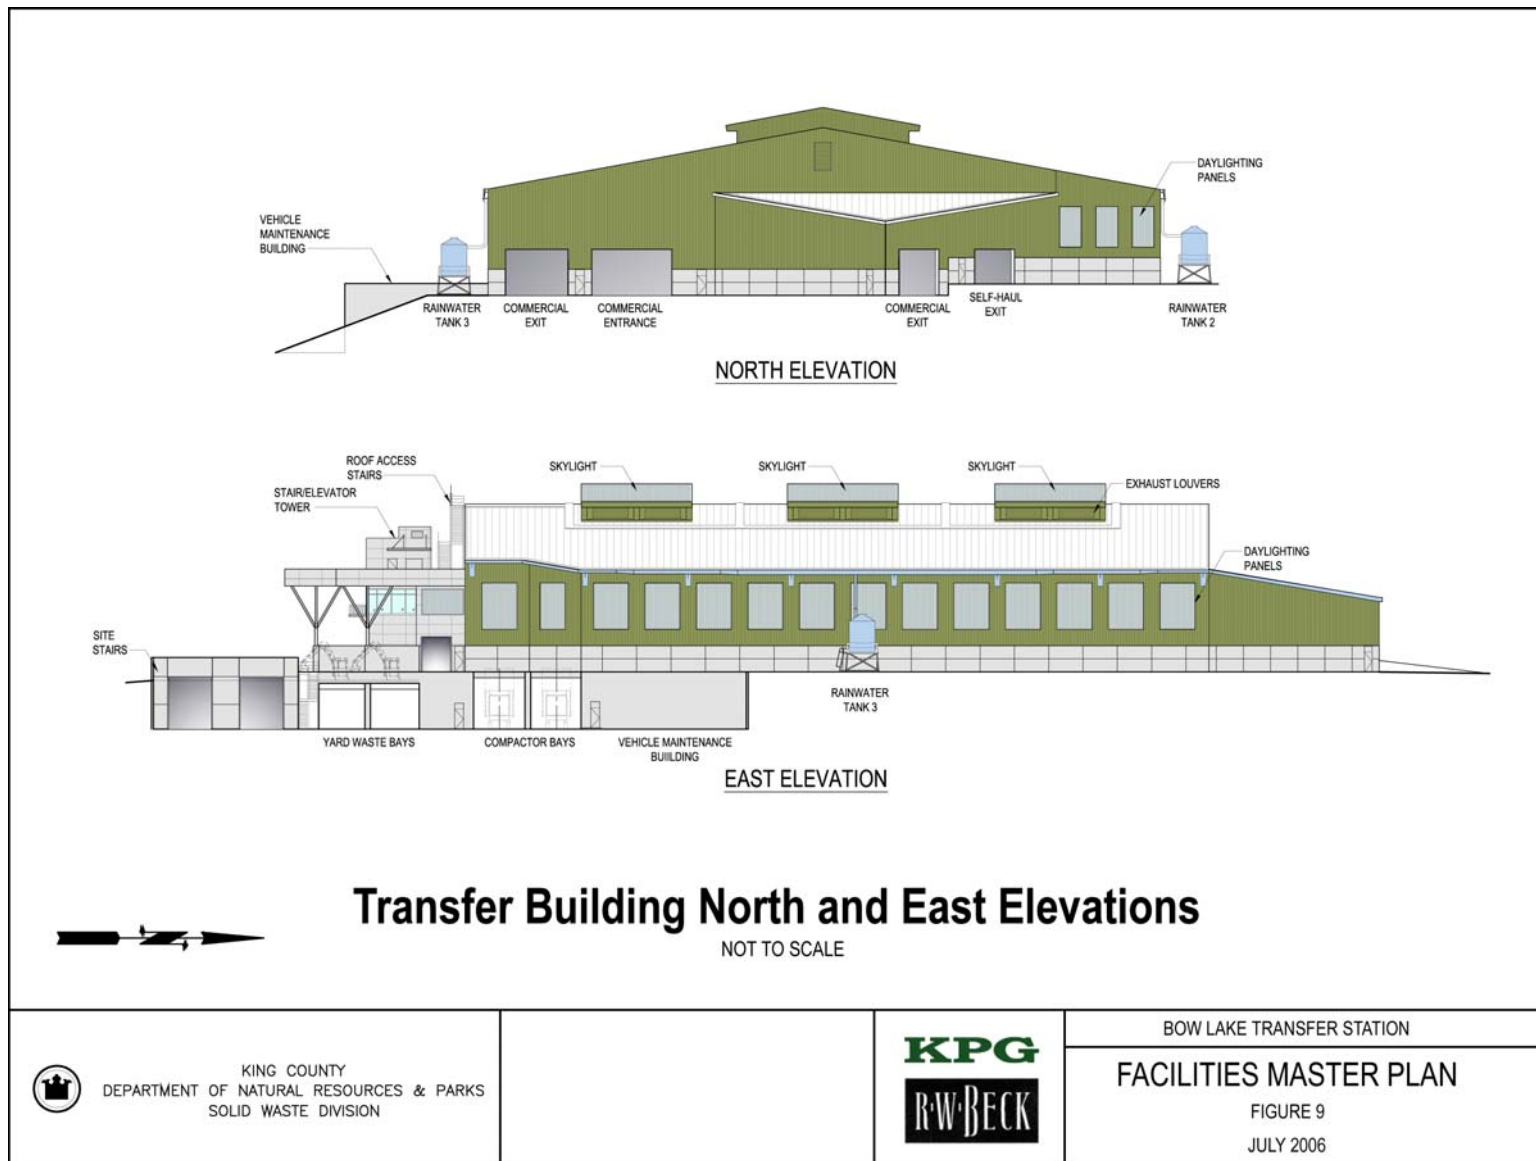 DAYLIGHTING
PANELS
VEHICLE
MAINTENANCE
BUILDING
RAINWATER
TANK 3
COMMERCIAL
EXIT
COMMERCIAL
ENTRANCE
COMMERCIAL
EXIT
SELF-HAUL
EXIT
RAINWATER
TANK 2
NORTH ELEVATION
ROOF ACCESS
STAIRS
STAIR/ELEVATOR
TOWER
SKYLIGHT
SKYLIGHT
SKYLIGHT
EXHAUST LOUVERS
DAYLIGHTING
PANELS
SITE
STAIRS
RAINWATER
TANK 3
YARD WASTE BAYS
COMPACTOR BAYS
VEHICLE MAINTENANCE
BUIILDING
EAST ELEVATION
Transfer Building North and East Elevations
NOT TO SCALE
KING COUNTY
DEPARTMENT OF NATURAL RESOURCES & PARKS
SOLID WASTE DIVISION
KPG
R·W·BECK
BOW LAKE TRANSFER STATION
FACILITIES MASTER PLAN
FIGURE 9
JULY 2006